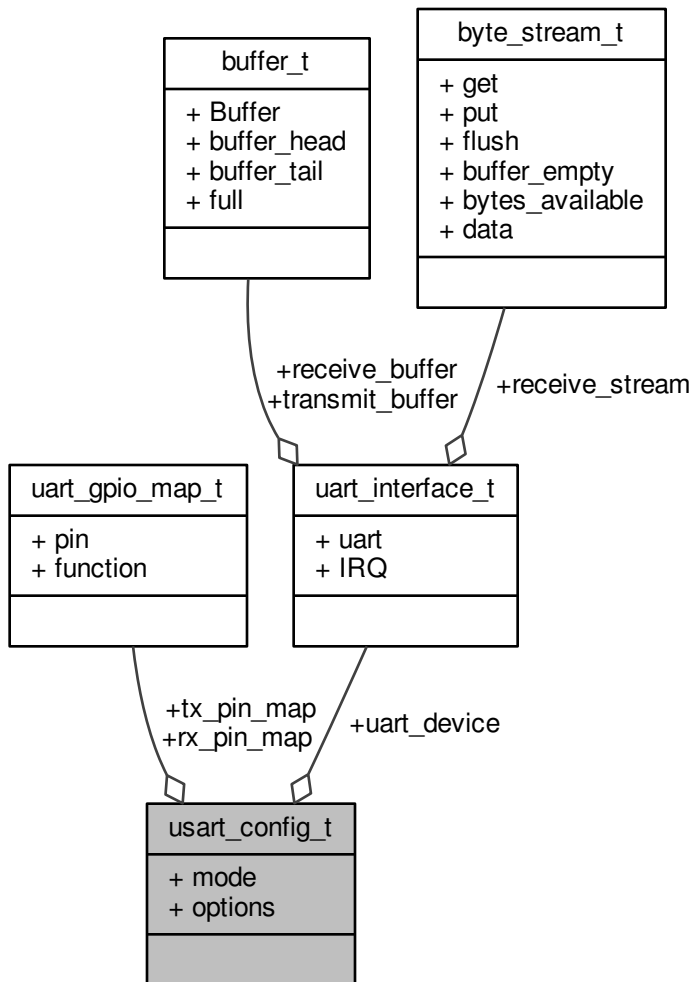 byte_stream_t
+ get
+ put
+ flush
+ buffer_empty
+ bytes_available
+ data
buffer_t
+ Buffer
+ buffer_head
+ buffer_tail
+ full
+receive_buffer
+transmit_buffer
+receive_stream
uart_gpio_map_t
+ pin
+ function
uart_interface_t
+ uart
+ IRQ
+tx_pin_map
+rx_pin_map
+uart_device
usart_config_t
+ mode
+ options